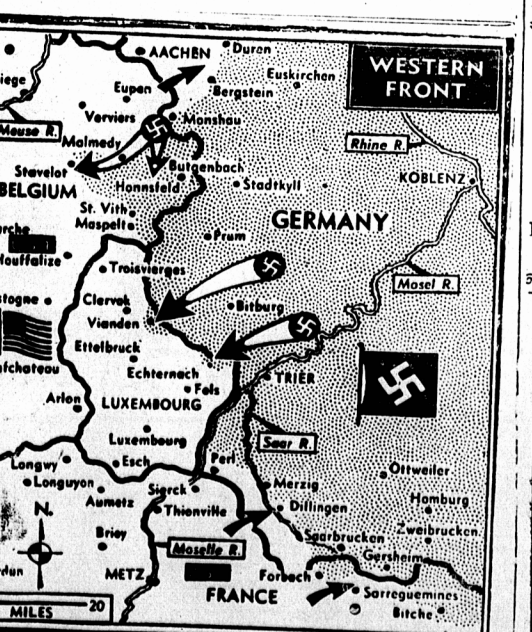 WESTERN
FRONT
AACHEN
Duren
Euskirchen
Eupen
Bergstein
Verviers
Monshau
Meuse R.
Malmedy
Rhine R.
Stavelot
Butgenbach
KOBLENZ
BELGIUM
Honnsfeld
Stadtkyll
St. Vith
Maspelt
GERMANY
Prum
Houffalize
Troisvierges
Mosel R.
Clervek
Bitburg
Vianden
Ettelbruck
Echternach
TRIER
Fels
Arlon
LUXEMBOURG
Luxembourg
Saar R.
Longwy
Esch
Perl
Ottweiler
Longuyon
Sierck
Merzig
Homburg
Aumetz
Thionville
Dillingen
N.
Zweibrucken
Briey
Saarbrucken
Moselle R.
Gersheim
METZ
Forbach
FRANCE
Sarreguemines
MILES
20
Bitche